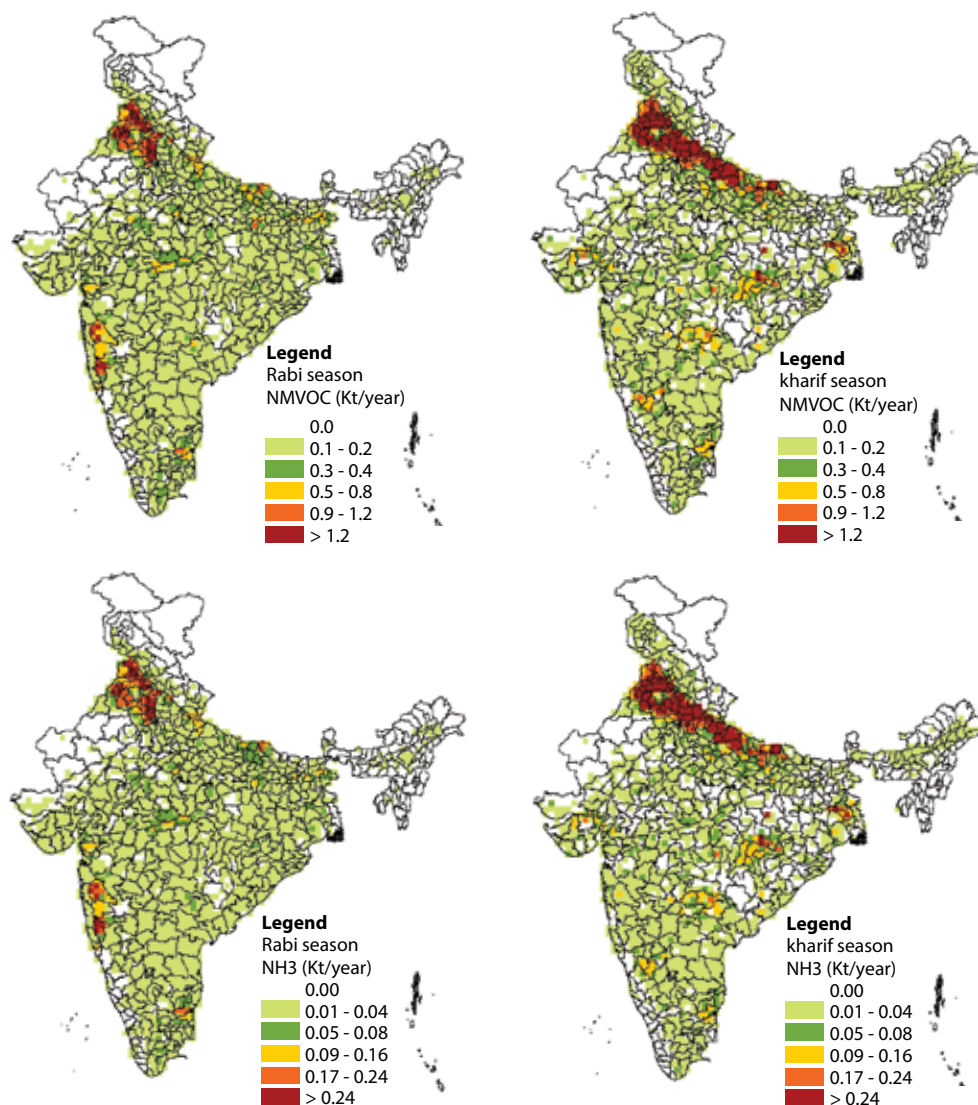 Legend
Rabi season
NMVOC (Kt/year)
0.0
0.1 - 0.2
0.3 - 0.4
0.5 - 0.8
0.9 - 1.2
> 1.2
Legend
kharif season
NMVOC (Kt/year)
0.0
0.1 - 0.2
0.3 - 0.4
0.5 - 0.8
0.9 - 1.2
> 1.2
Legend
Rabi season
NH3 (Kt/year)
0.00
0.01 - 0.04
0.05 - 0.08
0.09 - 0.16
0.17 - 0.24
> 0.24
Legend
kharif season
NH3 (Kt/year)
0.00
0.01 - 0.04
0.05 - 0.08
0.09 - 0.16
0.17 - 0.24
> 0.24